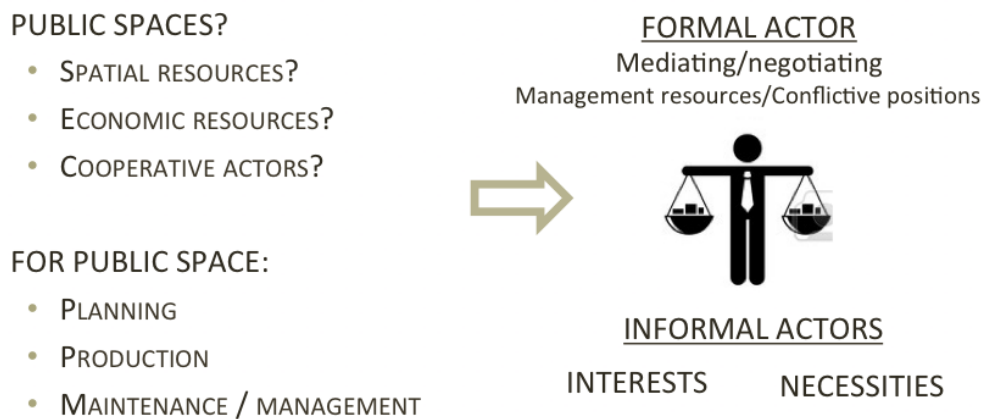 PUBLIC SPACES?
• SPATIAL RESOURCES?
• ECONOMIC RESOURCES?
• COOPERATIVE ACTORS?
FOR PUBLIC SPACE:
• PLANNING
• PRODUCTION
• MAINTENANCE / MANAGEMENT
FORMAL ACTOR
Mediating/negotiating
Management resources/Conflictive positions
INFORMAL ACTORS
INTERESTS NECESSITIES